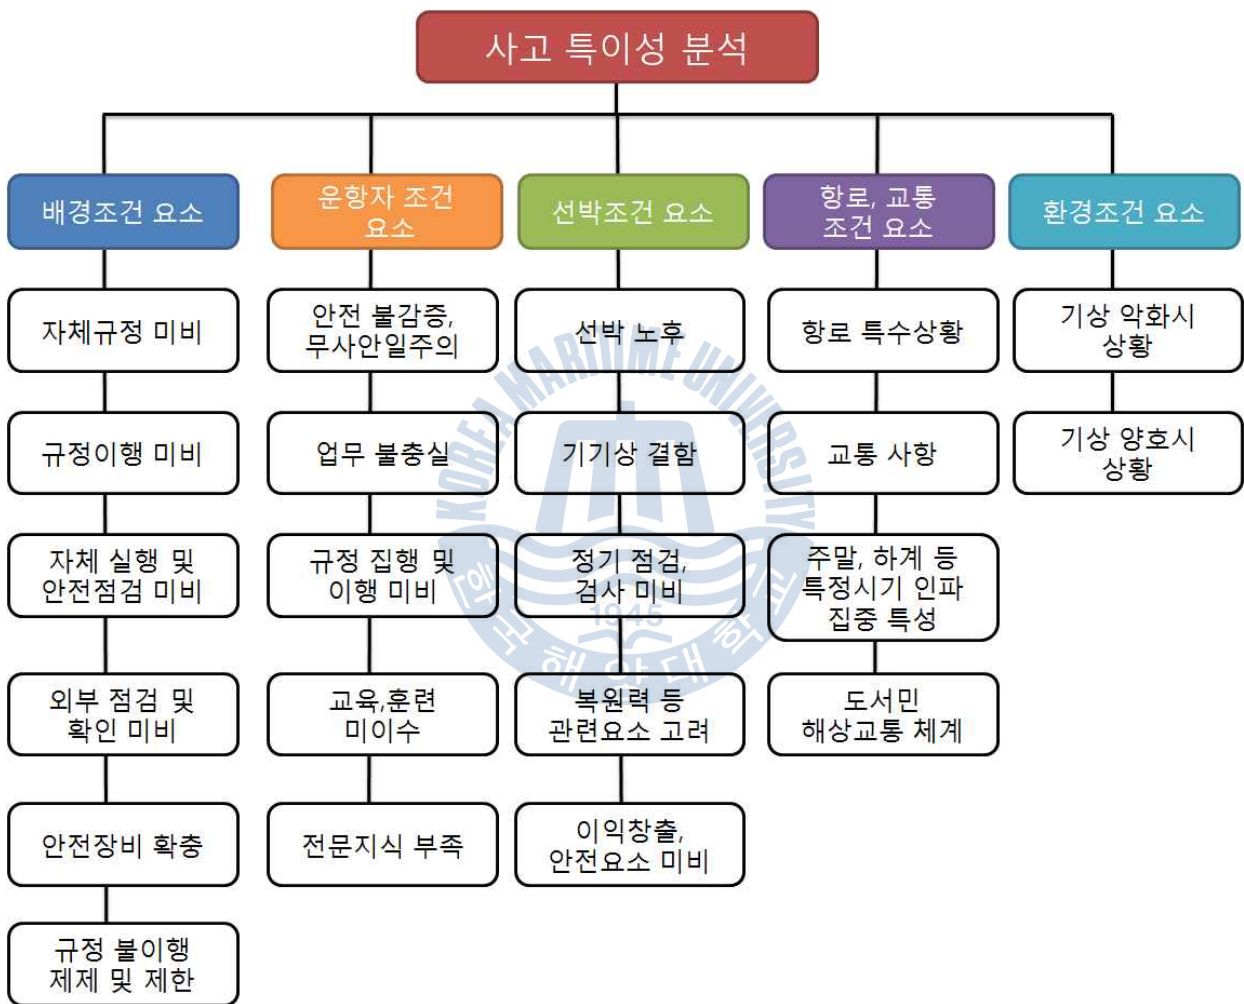 사고 특이성 분석
배경조건 요소
운항자 조건
요소
선박조건 요소
항로, 교통
조건 요소
환경조건 요소
자체규정 미비
안전 불감증,
무사안일주의
선박 노후
항로 특수상황
기상 악화시
상황
규정이행 미비
업무 불충실
기기상 결함
교통 사항
기상 양호시
상황
자체 실행 및
안전점검 미비
규정 집행 및
이행 미비
정기 점검,
검사 미비
주말, 하계 등
특정시기 인파
집중 특성
외부 점검 및
확인 미비
교육,훈련
미이수
복원력 등
관련요소 고려
도서민
해상교통 체계
안전장비 확충
전문지식 부족
이익창출,
안전요소 미비
규정 불이행
제제 및 제한
KOREA MARITIME UNIVERSITY
1945
한국해양대학교